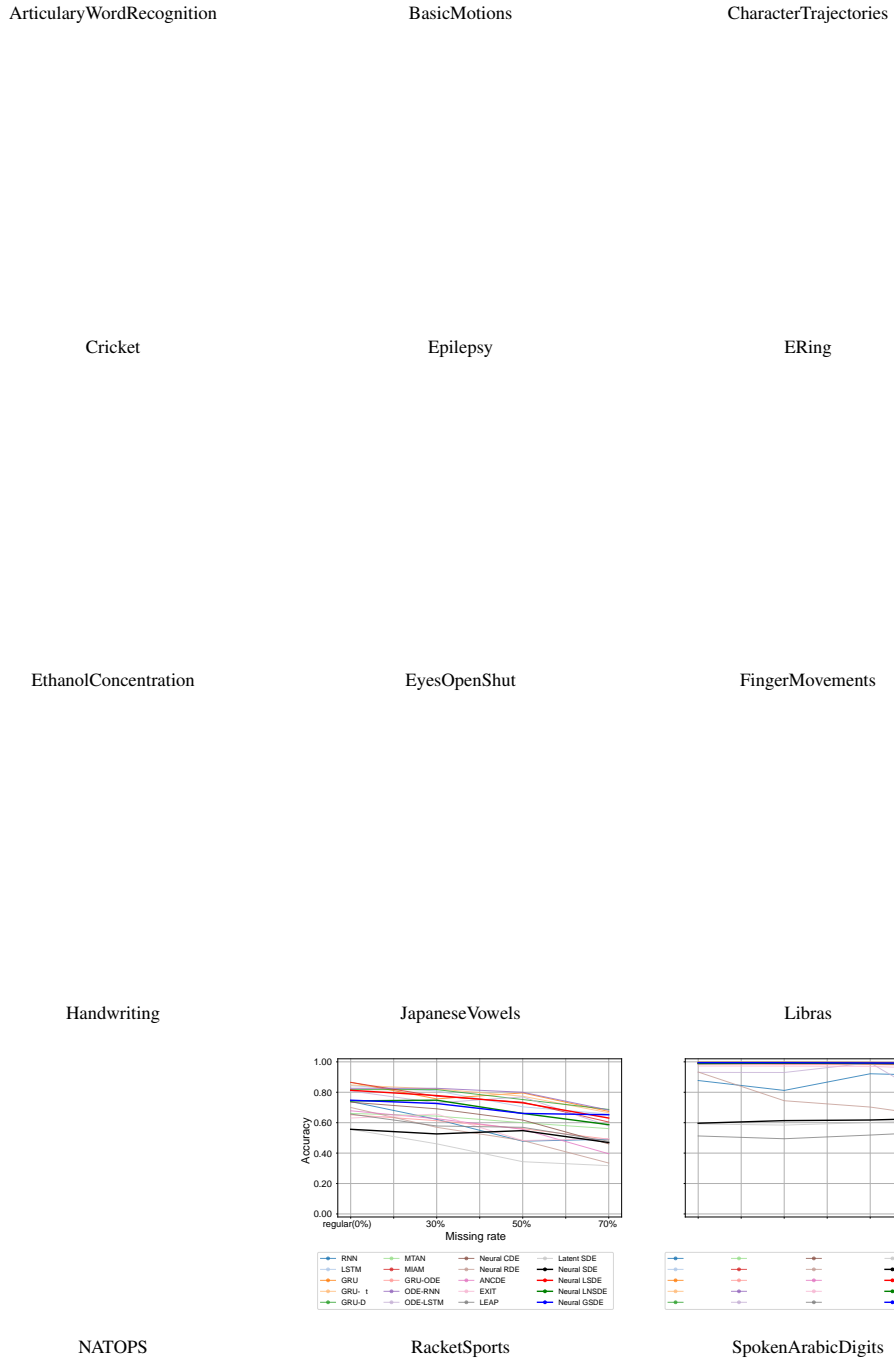 ArticularyWordRecognition BasicMotions CharacterTrajectories
Cricket Epilepsy ERing
EthanolConcentration EyesOpenShut FingerMovements
Handwriting JapaneseVowels Libras
1.00
0.80
0.60
0.40
0.20
0.00
Accuracy
regular(0%) 30% 50% 70%
Missing rate
RNN MTAN Neural CDE Latent SDE
LSTM MIAM Neural RDE Neural SDE
GRU GRU-ODE ANCDE Neural LSDE
GRU- t ODE-RNN EXIT Neural LNSDE
GRU-D ODE-LSTM LEAP Neural GSDE
NATOPS RacketSports SpokenArabicDigits